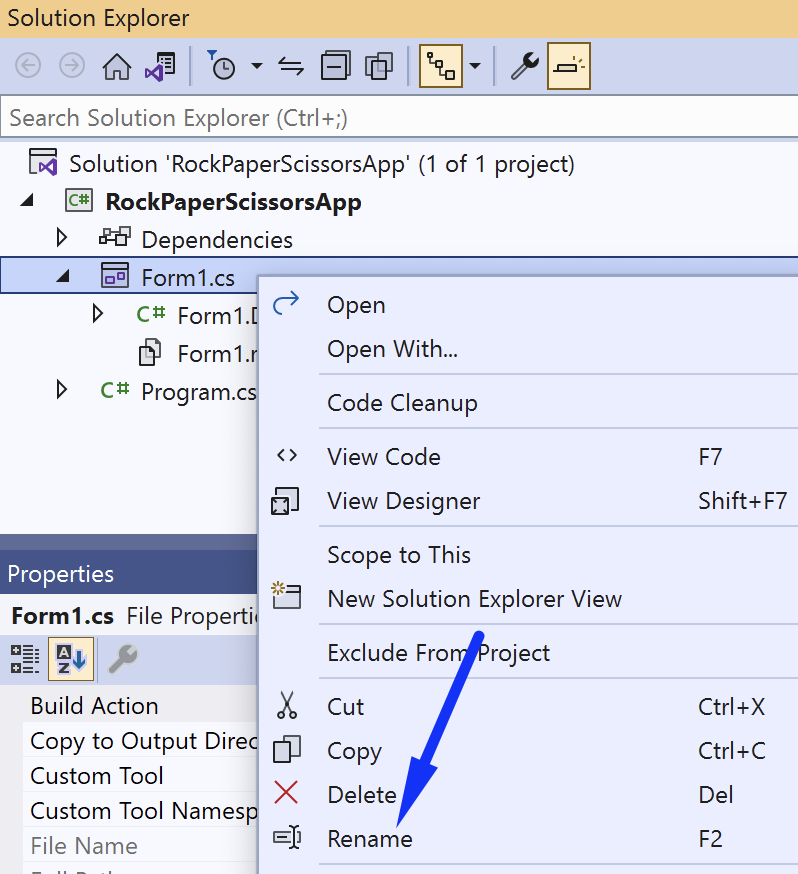 Solution Explorer
Search Solution Explorer (Ctrl+;)
Solution 'RockPaperScissorsApp' (1 of 1 project)
C# RockPaperScissorsApp
Dependencies
Form1.cs
C# Form1.D
Form1.r
C# Program.cs
Open
Open With...
Code Cleanup
View Code F7
View Designer Shift+F7
Scope to This
New Solution Explorer View
Exclude From Project
Cut Ctrl+X
Copy Ctrl+C
Delete Del
Rename F2
Properties
Form1.cs File Properti
A Z
Build Action
Copy to Output Direc
Custom Tool
Custom Tool Namesp
File Name